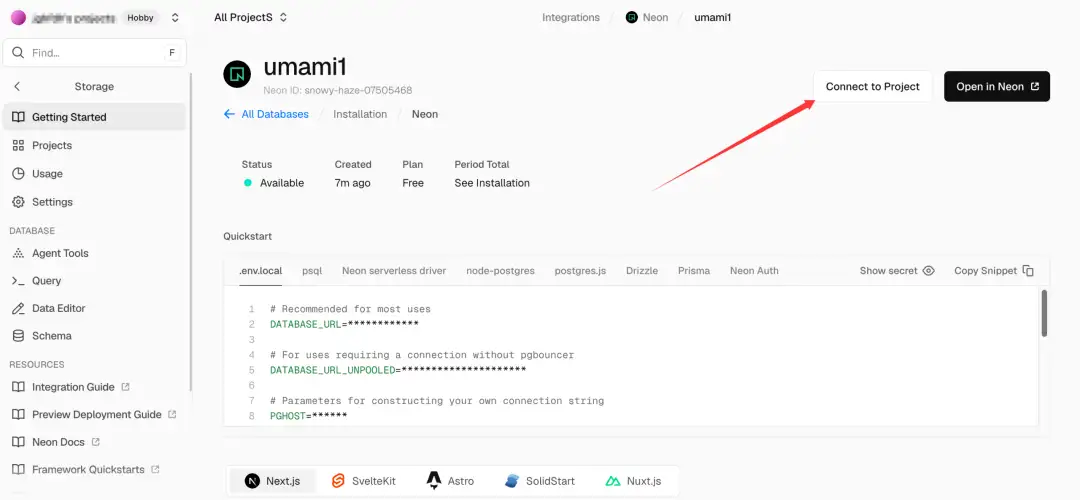 Hobby
All ProjectS
Integrations / Neon / umami1
Find...
F
Storage
Getting Started
Projects
Usage
Settings
DATABASE
Agent Tools
Query
Data Editor
Schema
RESOURCES
Integration Guide
Preview Deployment Guide
Neon Docs
Framework Quickstarts
umami1
Neon ID: snowy-haze-07505468
Connect to Project
Open in Neon
All Databases / Installation / Neon
Status Created Plan Period Total
Available 7m ago Free See Installation
Quickstart
.env.local psql Neon serverless driver node-postgres postgres.js Drizzle Prisma Neon Auth Show secret Copy Snippet
1 # Recommended for most uses
2 DATABASE_URL=************
3
4 # For uses requiring a connection without pgbouncer
5 DATABASE_URL_UNPOOLED=*********************
6
7 # Parameters for constructing your own connection string
8 PGHOST=******
Next.js SvelteKit Astro SolidStart Nuxt.js